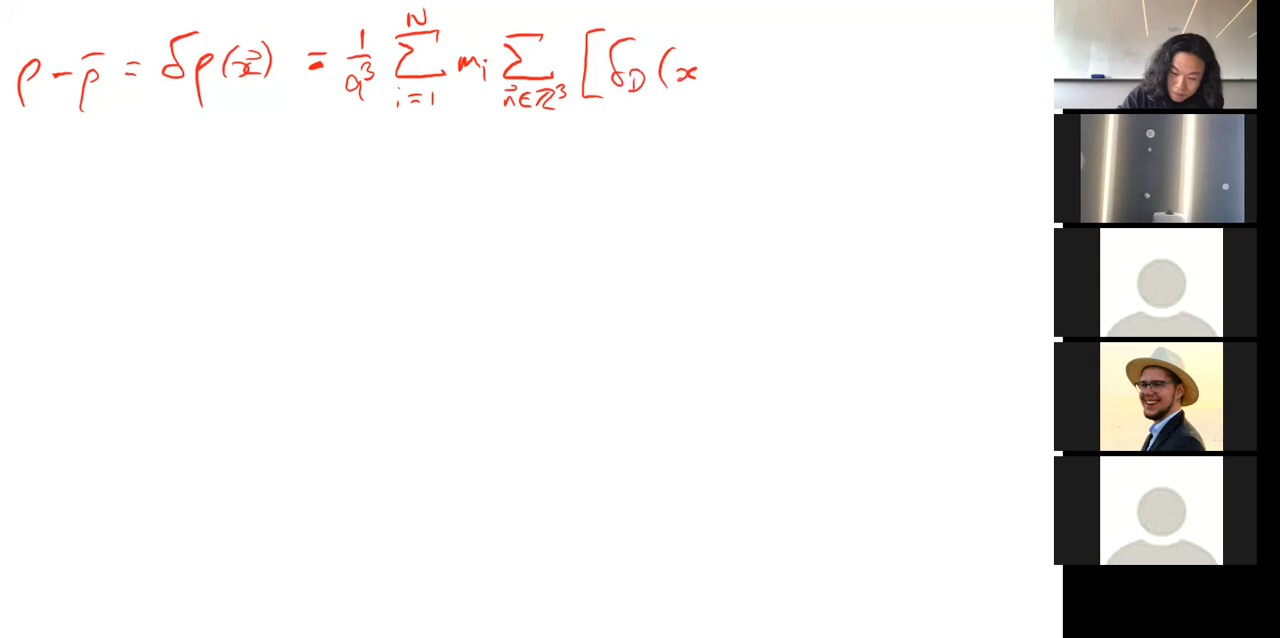 ρ - ρ̄ = δρ(x⃗) = 1/a³ ∑_{i=1}^{N} m_i ∑_{n⃗∈ℤ³} [δ_D(x